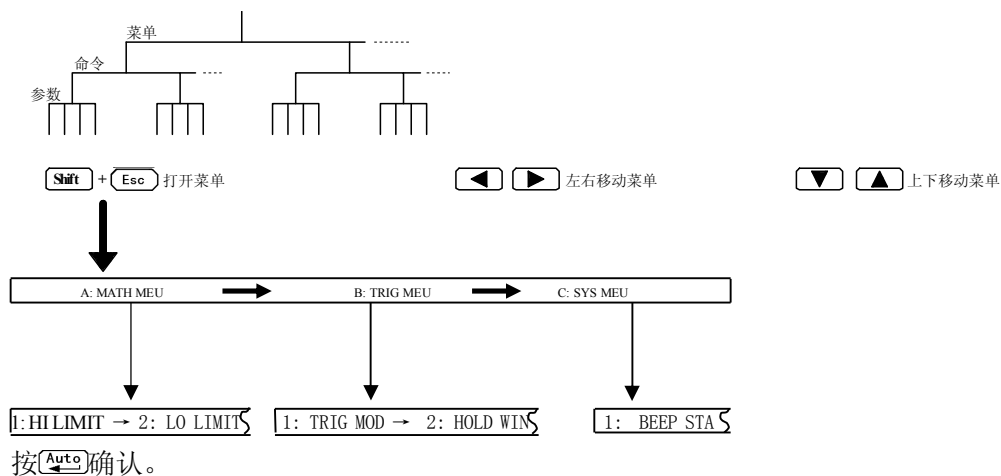 菜单
命令
参数
Shift + Esc 打开菜单 ◀ ▶ 左右移动菜单 ▼ ▲ 上下移动菜单
A: MATH MEU B: TRIG MEU C: SYS MEU
1: HI LIMIT → 2: LO LIMIT 1: TRIG MOD → 2: HOLD WIN 1: BEEP STA
按Auto确认。